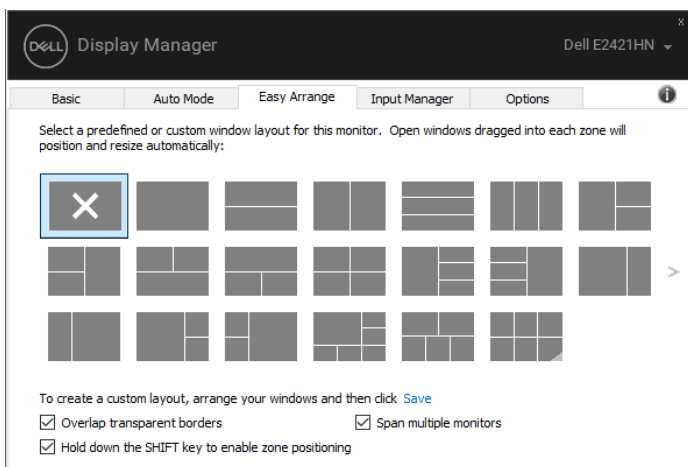 x
DELL Display Manager Dell E2421HN
Basic Auto Mode Easy Arrange Input Manager Options i
Select a predefined or custom window layout for this monitor. Open windows dragged into each zone will
position and resize automatically:
>
To create a custom layout, arrange your windows and then click Save
Overlap transparent borders Span multiple monitors
Hold down the SHIFT key to enable zone positioning